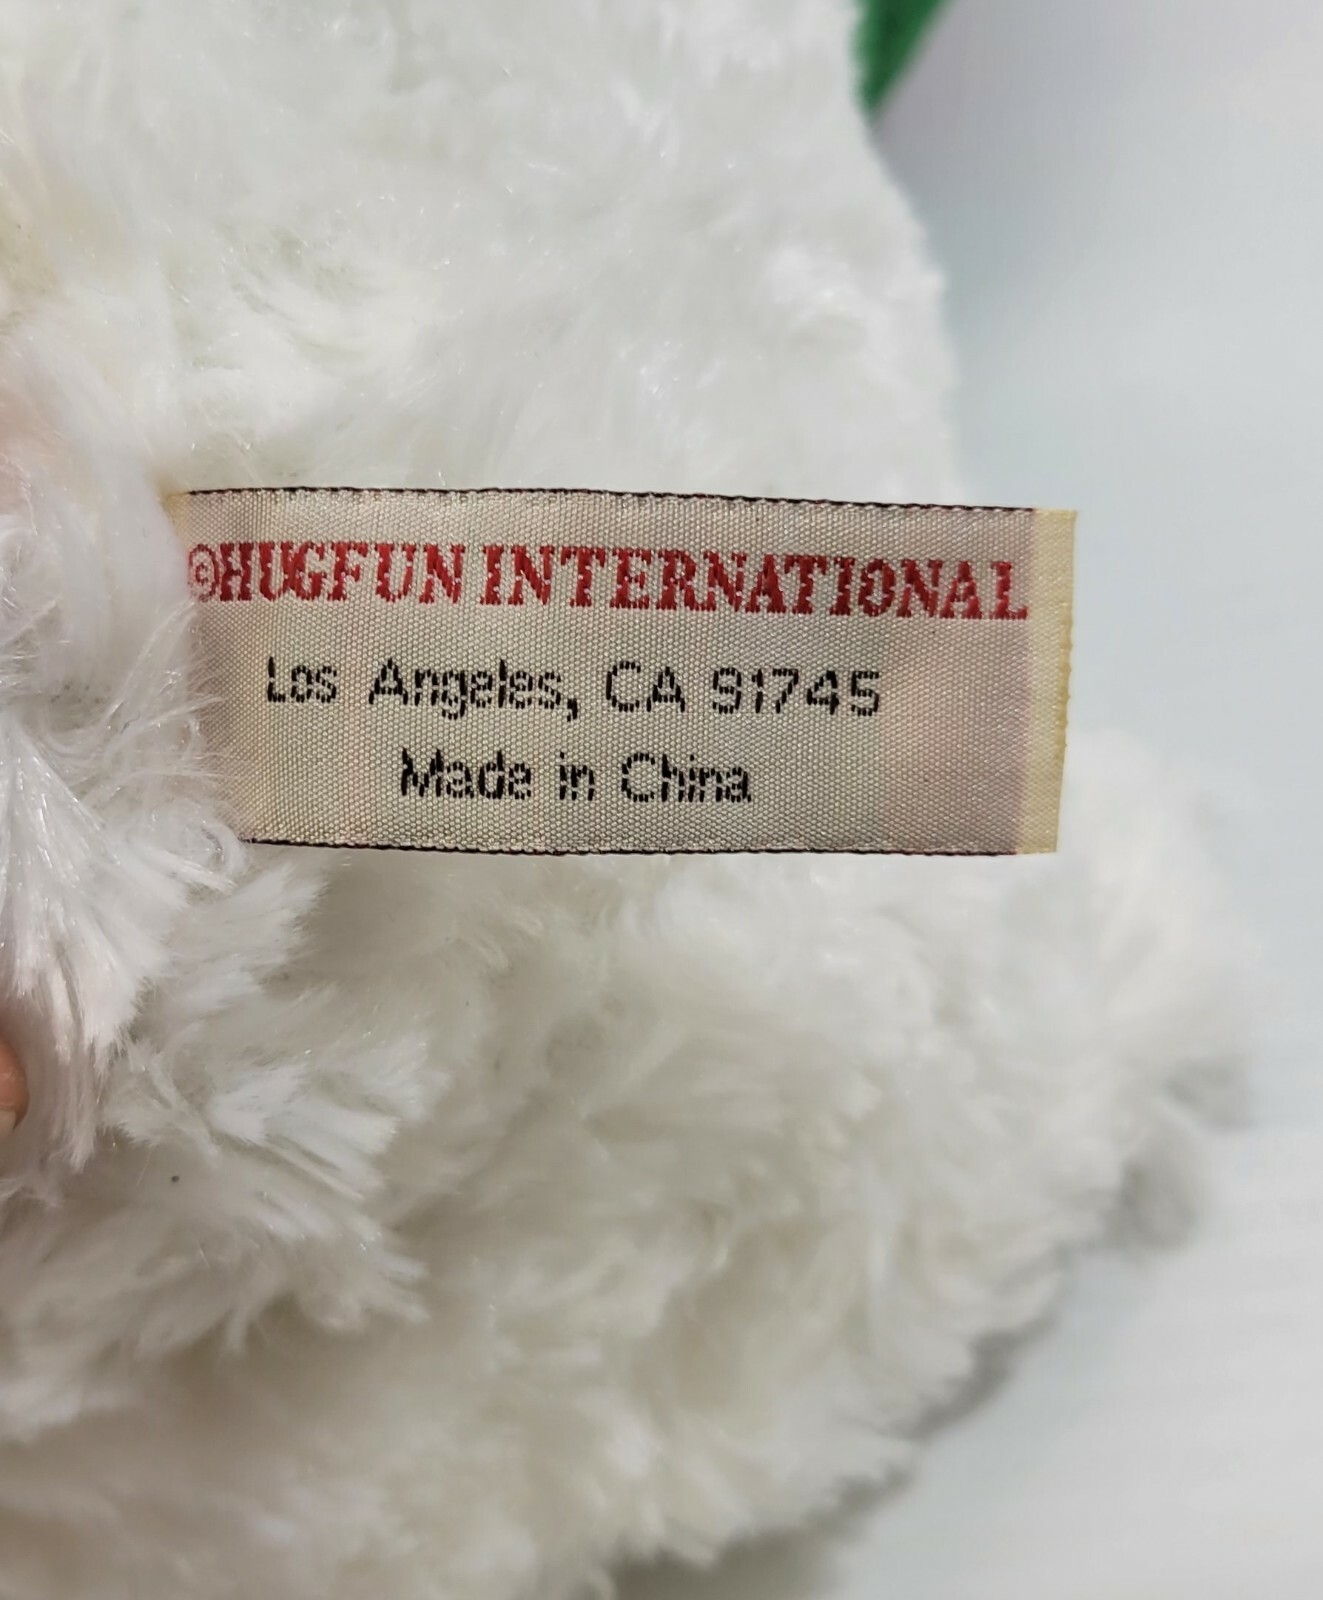 ©HUGFUN INTERNATIONAL
Los Angeles, CA 91745
Made in China